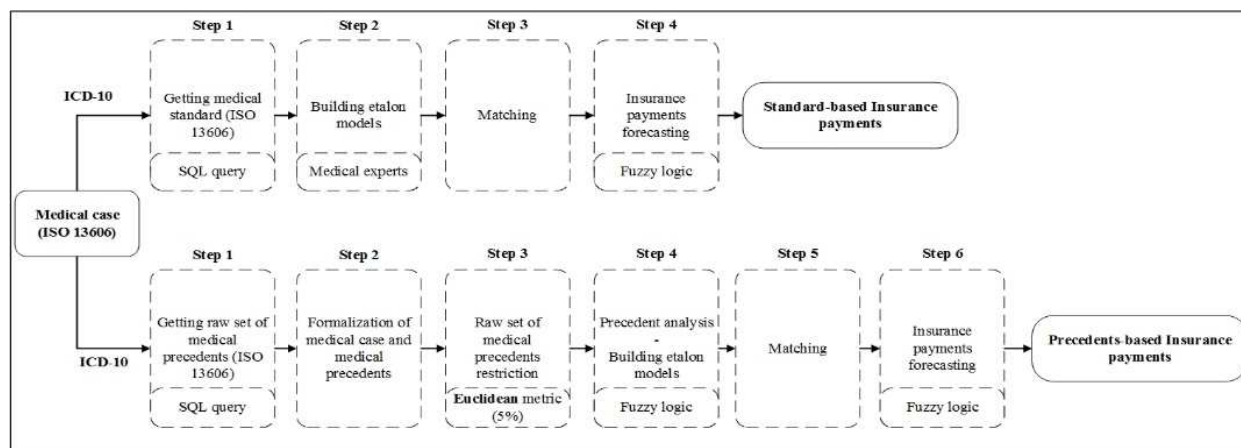 Step 1
Step 2
Step 3
Step 4
ICD-10
Getting medical
standard (ISO
13606)
SQL query
Building etalon
models
Medical experts
Matching
Insurance
payments
forecasting
Fuzzy logic
Standard-based Insurance
payments
Medical case
(ISO 13606)
Step 1
Step 2
Step 3
Step 4
Step 5
Step 6
ICD-10
Getting raw set of
medical
precedents (ISO
13606)
SQL query
Formalization of
medical case and
medical
precedents
Raw set of
medical
precedents
restriction
Euclidean metric
(5%)
Precedent analysis
-
Building etalon
models
Fuzzy logic
Matching
Insurance
payments
forecasting
Fuzzy logic
Precedents-based Insurance
payments